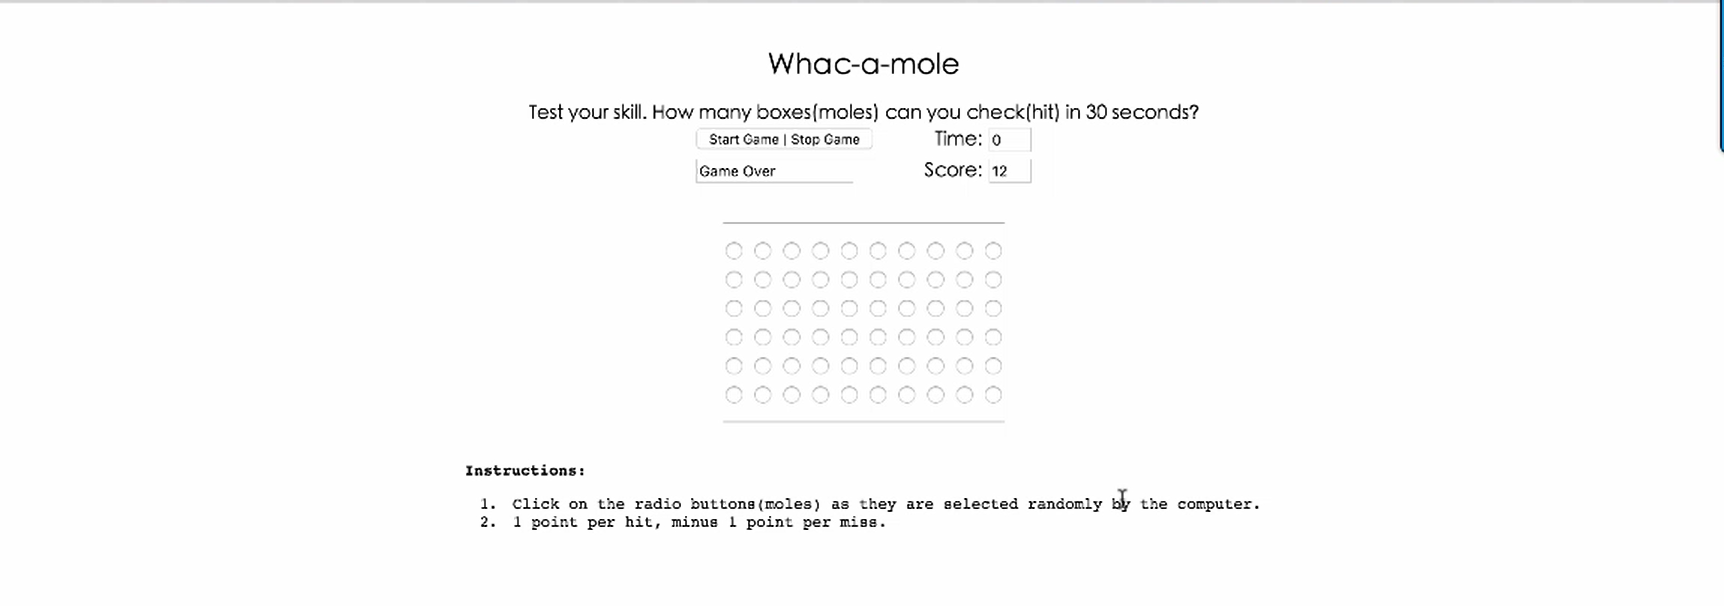 Whac-a-mole
Test your skill. How many boxes(moles) can you check(hit) in 30 seconds?
Start Game | Stop Game Time: 0
Game Over Score: 12
Instructions:
1. Click on the radio buttons(moles) as they are selected randomly by the computer.
2. 1 point per hit, minus 1 point per miss.